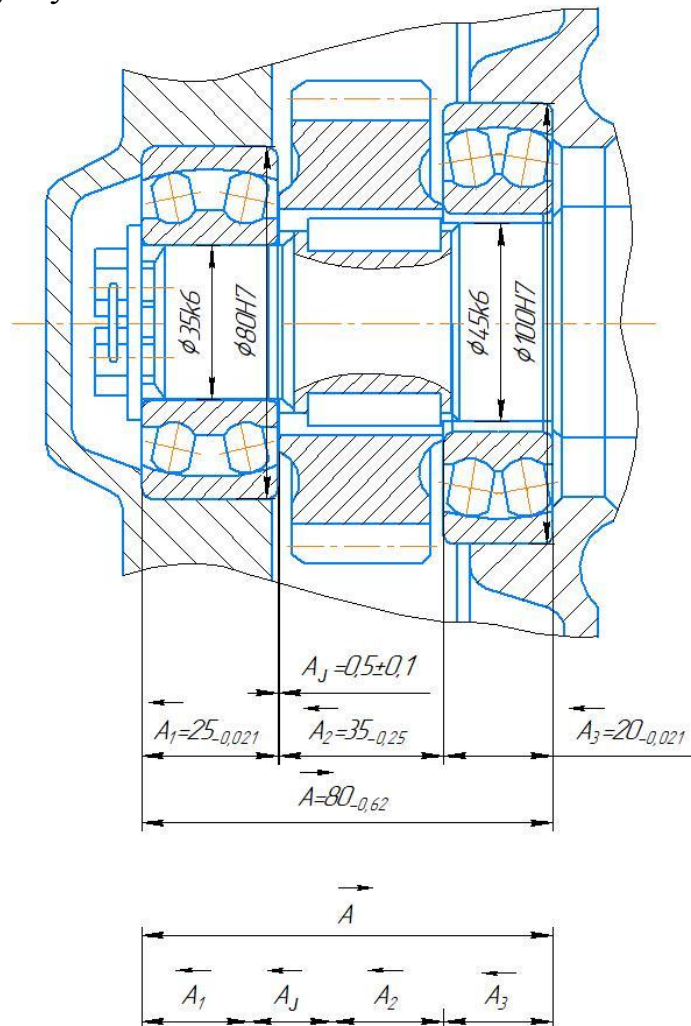 Ø35k6
Ø80H7
Ø45k6
Ø100H7
AJ=0,5±0,1
A1=25-0,021
A2=35-0,25
A3=20-0,021
A=80-0,62
A
A1
AJ
A2
A3